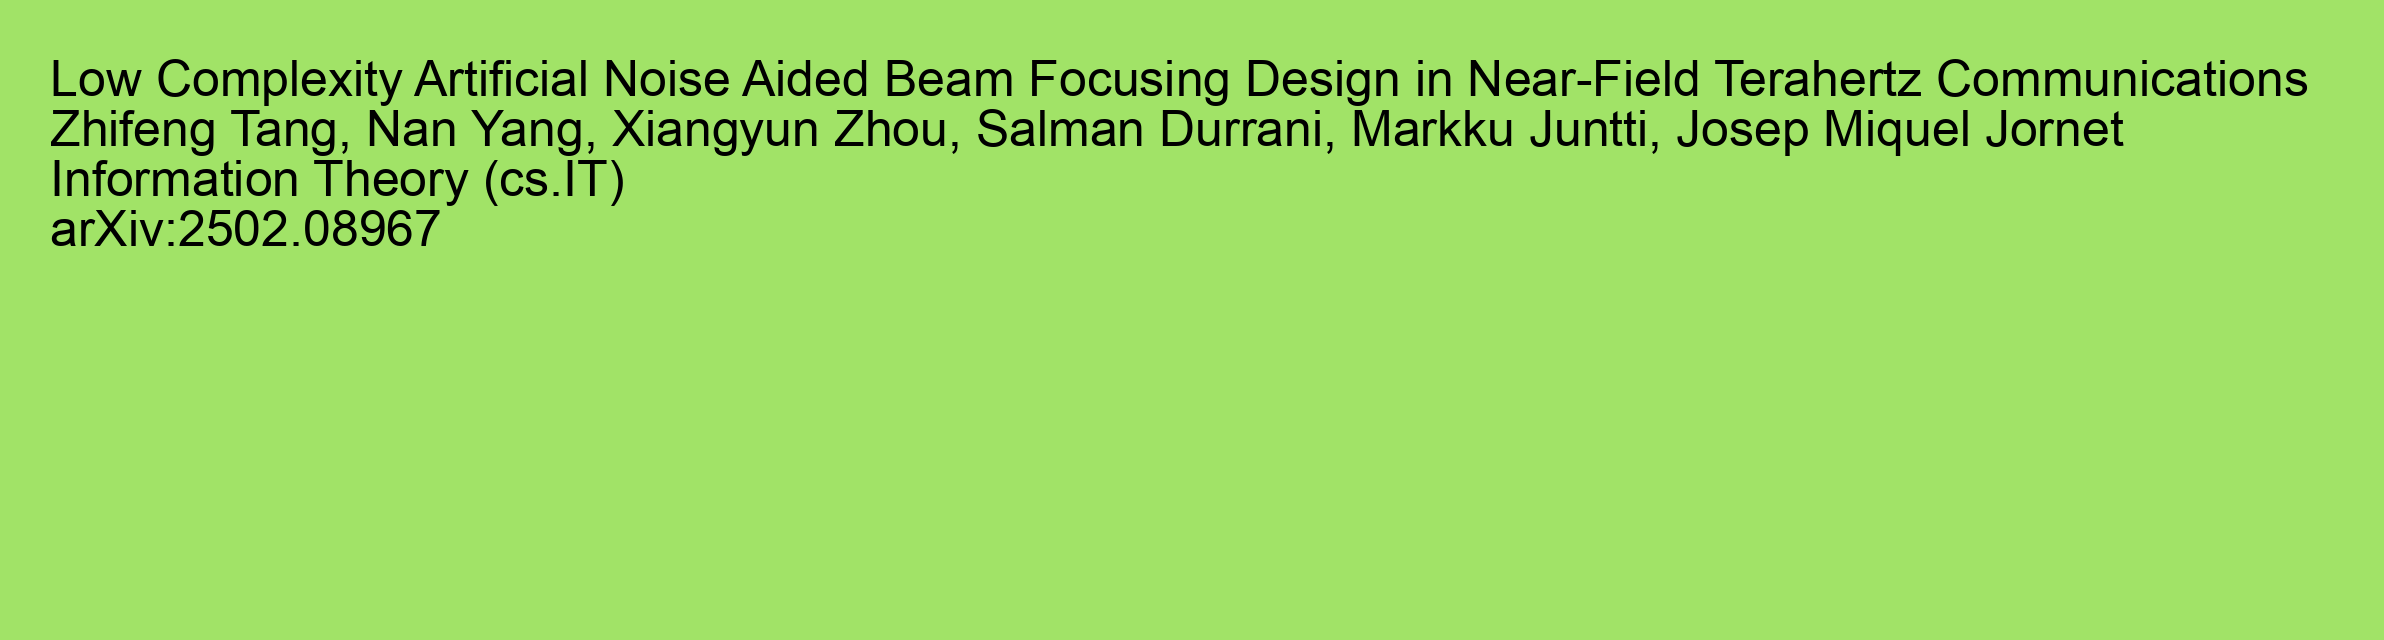 Low Complexity Artificial Noise Aided Beam Focusing Design in Near-Field Terahertz Communications
Zhifeng Tang, Nan Yang, Xiangyun Zhou, Salman Durrani, Markku Juntti, Josep Miquel Jornet
Information Theory (cs.IT)
arXiv:2502.08967